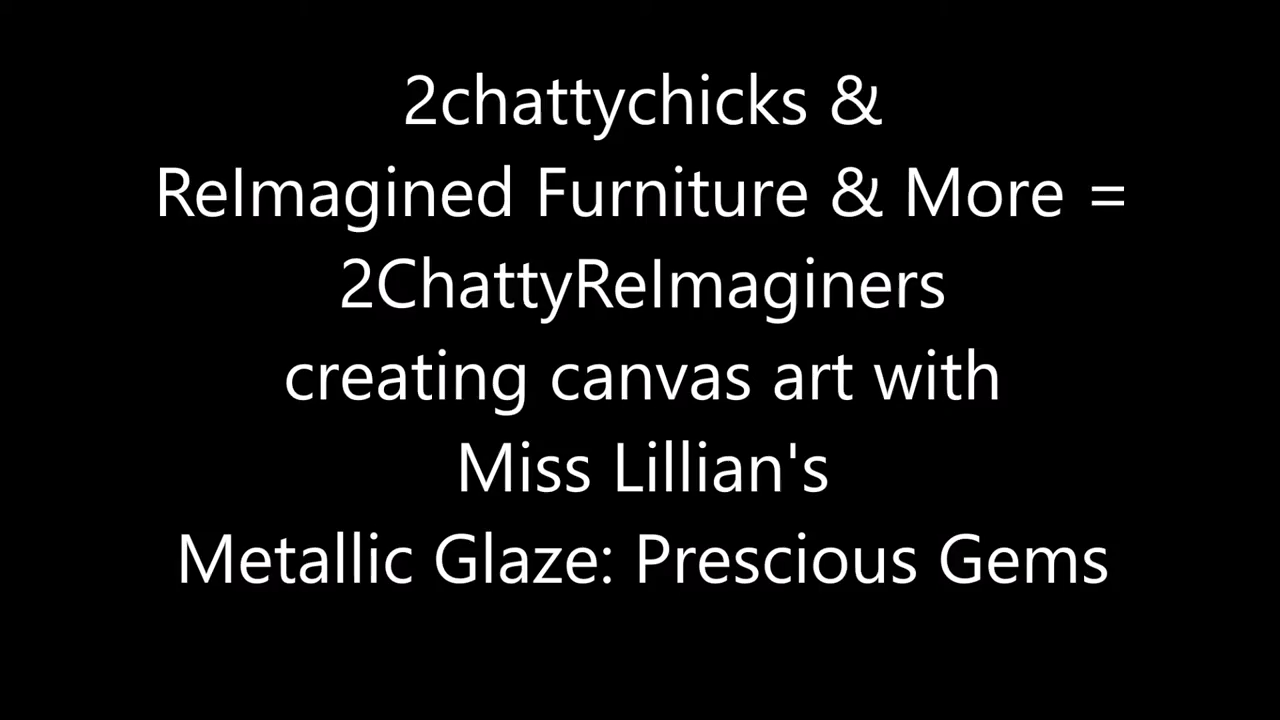 2chattychicks &
ReImagined Furniture & More =
2ChattyReImaginers
creating canvas art with
Miss Lillian's
Metallic Glaze: Prescious Gems